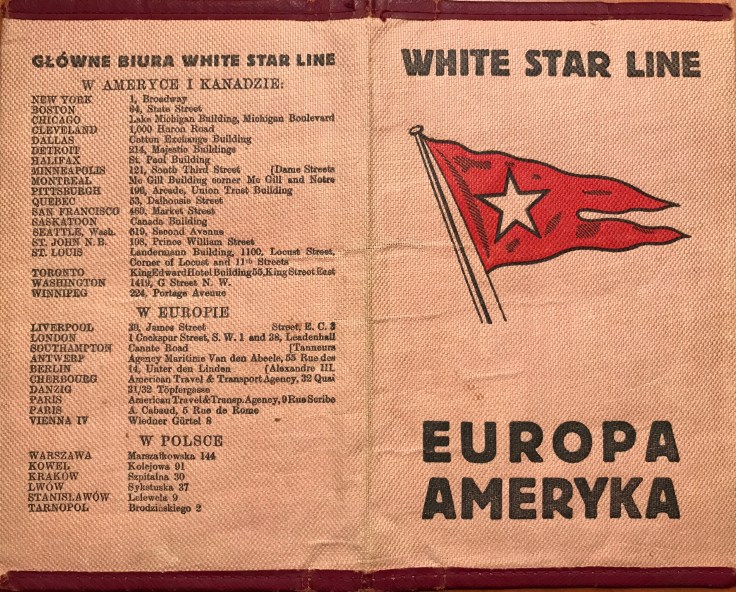 GŁÓWNE BIURA WHITE STAR LINE
W AMERYCE I KANADZIE:
NEW YORK 1, Broadway
BOSTON 84, State Street
CHICAGO Lake Michigan Building, Michigan Boulevard
CLEVELAND 1,000 Huron Road
DALLAS Cotton Exchange Building
DETROIT 214, Majestic Buildings
HALIFAX St. Paul Building
MINNEAPOLIS 121, South Third Street [Dame Streets
MONTREAL Mc Gill Building corner Mc Gill and Notre
PITTSBURGH 196, Arcade, Union Trust Building
QUEBEC 53, Dalhousie Street
SAN FRANCISCO 460, Market Street
SASKATOON Canada Building
SEATTLE, Wash. 619, Second Avenue
ST. JOHN N.B. 108, Prince William Street
ST. LOUIS Landermann Building, 1100, Locust Street,
Corner of Locust and 11th Streets
TORONTO King Edward Hotel Building 55, King Street East
WASHINGTON 1419, G Street N. W.
WINNIPEG 224, Portage Avenue
W EUROPIE
LIVERPOOL 30, James Street Street, E. C. 3
LONDON 1 Cockspur Street, S. W. 1 and 38, Leadenhall
SOUTHAMPTON Canute Road [Tanneurs
ANTWERP Agency Maritime Van den Abeele, 55 Rue des
BERLIN 14, Unter den Linden (Alexandre III.
CHERBOURG American Travel & Transport Agency, 32 Quai
DANZIG 31/32 Töpfergasse
PARIS American Travel & Transp. Agency, 9 Rue Scribe
PARIS A. Cabaud, 5 Rue de Rome
VIENNA IV Wiedner Gürtel 8
W POLSCE
WARSZAWA Marszałkowska 144
KOWEL Kolejowa 91
KRAKÓW Szpitalna 30
LWÓW Sykstuska 37
STANISŁAWÓW Lelewela 9
TARNOPOL Brodzińskiego 2
WHITE STAR LINE
EUROPA
AMERYKA